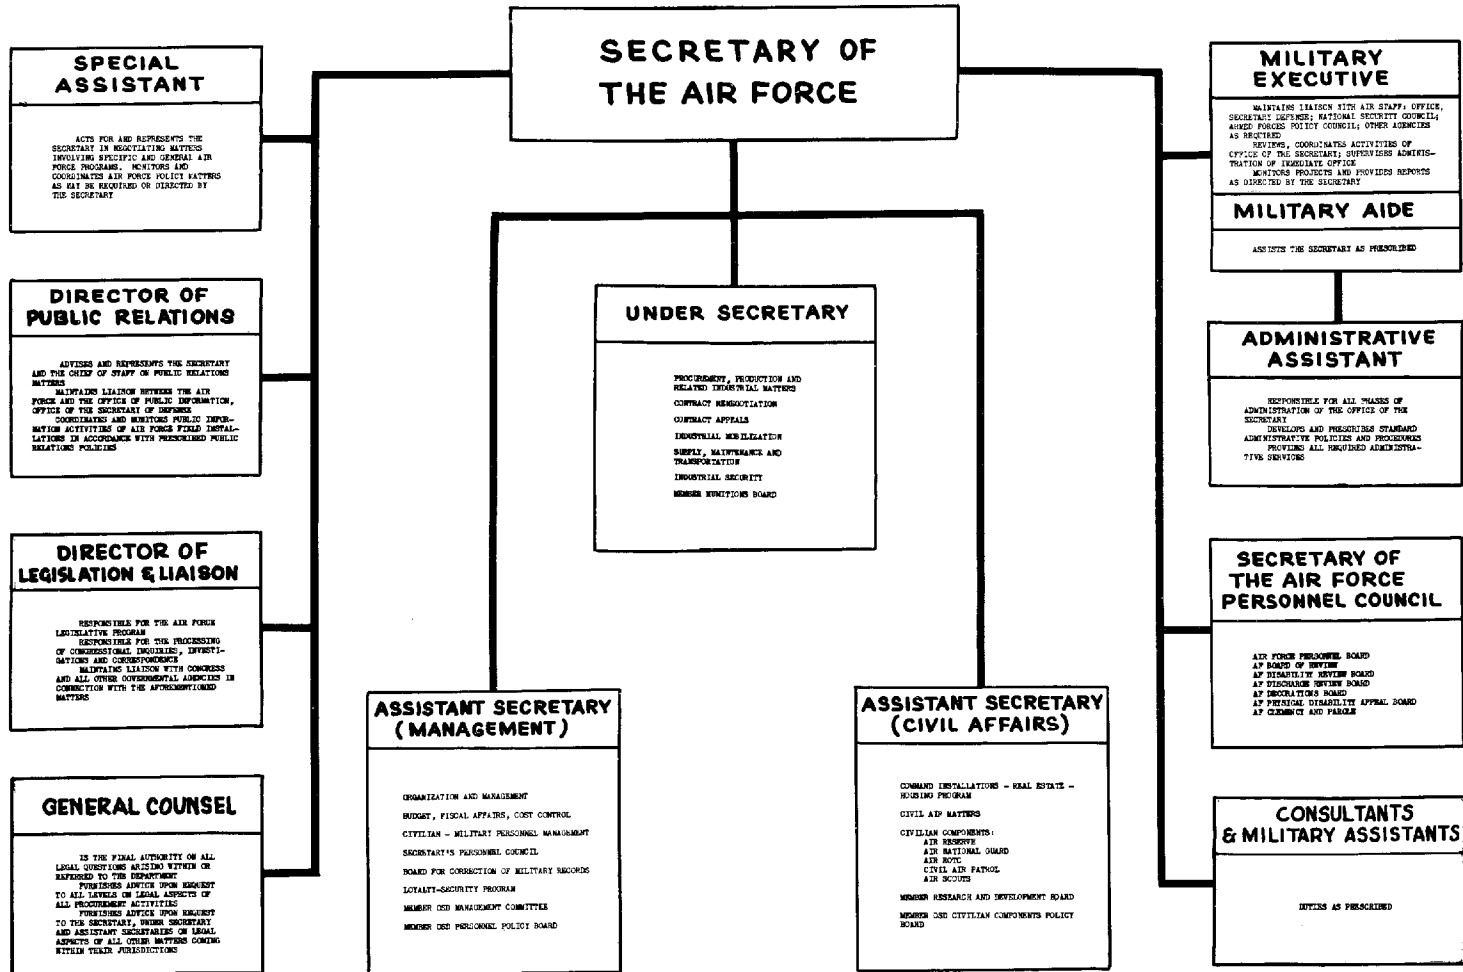 SECRETARY OF
THE AIR FORCE
SPECIAL
ASSISTANT
ACTS FOR AND REPRESENTS THE
SECRETARY IN NEGOTIATING MATTERS
INVOLVING SPECIFIC AND GENERAL AIR
FORCE PROGRAMS. MONITORS AND
COORDINATES AIR FORCE POLICY MATTERS
AS MAY BE REQUIRED OR DIRECTED BY
THE SECRETARY
DIRECTOR OF
PUBLIC RELATIONS
ADVISES AND REPRESENTS THE SECRETARY
AND THE CHIEF OF STAFF ON PUBLIC RELATIONS
MATTERS
MAINTAINS LIAISON BETWEEN THE AIR
FORCE AND THE OFFICE OF PUBLIC INFORMATION,
OFFICE OF THE SECRETARY OF DEFENSE
COORDINATES AND MONITORS PUBLIC INFOR-
MATION ACTIVITIES OF AIR FORCE FIELD INSTAL-
LATIONS IN ACCORDANCE WITH PRESCRIBED PUBLIC
RELATIONS POLICIES
DIRECTOR OF
LEGISLATION & LIAISON
RESPONSIBLE FOR THE AIR FORCE
LEGISLATIVE PROGRAM
RESPONSIBLE FOR THE PROCESSING
OF CONGRESSIONAL INQUIRIES, INVESTI-
GATIONS AND CORRESPONDENCE
MAINTAINS LIAISON WITH CONGRESS
AND ALL OTHER GOVERNMENTAL AGENCIES IN
CONNECTION WITH THE AFOREMENTIONED
MATTERS
GENERAL COUNSEL
IS THE FINAL AUTHORITY ON ALL
LEGAL QUESTIONS ARISING WITHIN OR
REFERRED TO THE DEPARTMENT
FURNISHES ADVICE UPON REQUEST
TO ALL LEVELS ON LEGAL ASPECTS OF
ALL PROCUREMENT ACTIVITIES
FURNISHES ADVICE UPON REQUEST
TO THE SECRETARY, UNDER SECRETARY
AND ASSISTANT SECRETARIES ON LEGAL
ASPECTS OF ALL OTHER MATTERS COMING
WITHIN THEIR JURISDICTIONS
UNDER SECRETARY
PROCUREMENT, PRODUCTION AND
RELATED INDUSTRIAL MATTERS
CONTRACT RENEGOTIATION
CONTRACT APPEALS
INDUSTRIAL MOBILIZATION
SUPPLY, MAINTENANCE AND
TRANSPORTATION
INDUSTRIAL SECURITY
MEMBER MUNITIONS BOARD
ASSISTANT SECRETARY
(MANAGEMENT)
ORGANIZATION AND MANAGEMENT
BUDGET, FISCAL AFFAIRS, COST CONTROL
CIVILIAN - MILITARY PERSONNEL MANAGEMENT
SECRETARY'S PERSONNEL COUNCIL
BOARD FOR CORRECTION OF MILITARY RECORDS
LOYALTY-SECURITY PROGRAM
MEMBER OSD MANAGEMENT COMMITTEE
MEMBER OSD PERSONNEL POLICY BOARD
ASSISTANT SECRETARY
(CIVIL AFFAIRS)
COMMAND INSTALLATIONS - REAL ESTATE -
HOUSING PROGRAM
CIVIL AIR MATTERS
CIVILIAN COMPONENTS:
AIR RESERVE
AIR NATIONAL GUARD
AIR ROTC
CIVIL AIR PATROL
AIR SCOUTS
MEMBER RESEARCH AND DEVELOPMENT BOARD
MEMBER OSD CIVILIAN COMPONENTS POLICY
BOARD
MILITARY
EXECUTIVE
MAINTAINS LIAISON WITH AIR STAFF; OFFICE,
SECRETARY DEFENSE; NATIONAL SECURITY COUNCIL;
ARMED FORCES POLICY COUNCIL; OTHER AGENCIES
AS REQUIRED
REVIEWS, COORDINATES ACTIVITIES OF
OFFICE OF THE SECRETARY; SUPERVISES ADMINIS-
TRATION OF IMMEDIATE OFFICE
MONITORS PROJECTS AND PROVIDES REPORTS
AS DIRECTED BY THE SECRETARY
MILITARY AIDE
ASSISTS THE SECRETARY AS PRESCRIBED
ADMINISTRATIVE
ASSISTANT
RESPONSIBLE FOR ALL PHASES OF
ADMINISTRATION OF THE OFFICE OF THE
SECRETARY
DEVELOPS AND PRESCRIBES STANDARD
ADMINISTRATIVE POLICIES AND PROCEDURES
PROVIDES ALL REQUIRED ADMINISTRA-
TIVE SERVICES
SECRETARY OF
THE AIR FORCE
PERSONNEL COUNCIL
AIR FORCE PERSONNEL BOARD
AF BOARD OF REVIEW
AF DISABILITY REVIEW BOARD
AF DISCHARGE REVIEW BOARD
AF DECORATIONS BOARD
AF PHYSICAL DISABILITY APPEAL BOARD
AF CLEMENCY AND PAROLE
CONSULTANTS
& MILITARY ASSISTANTS
DUTIES AS PRESCRIBED